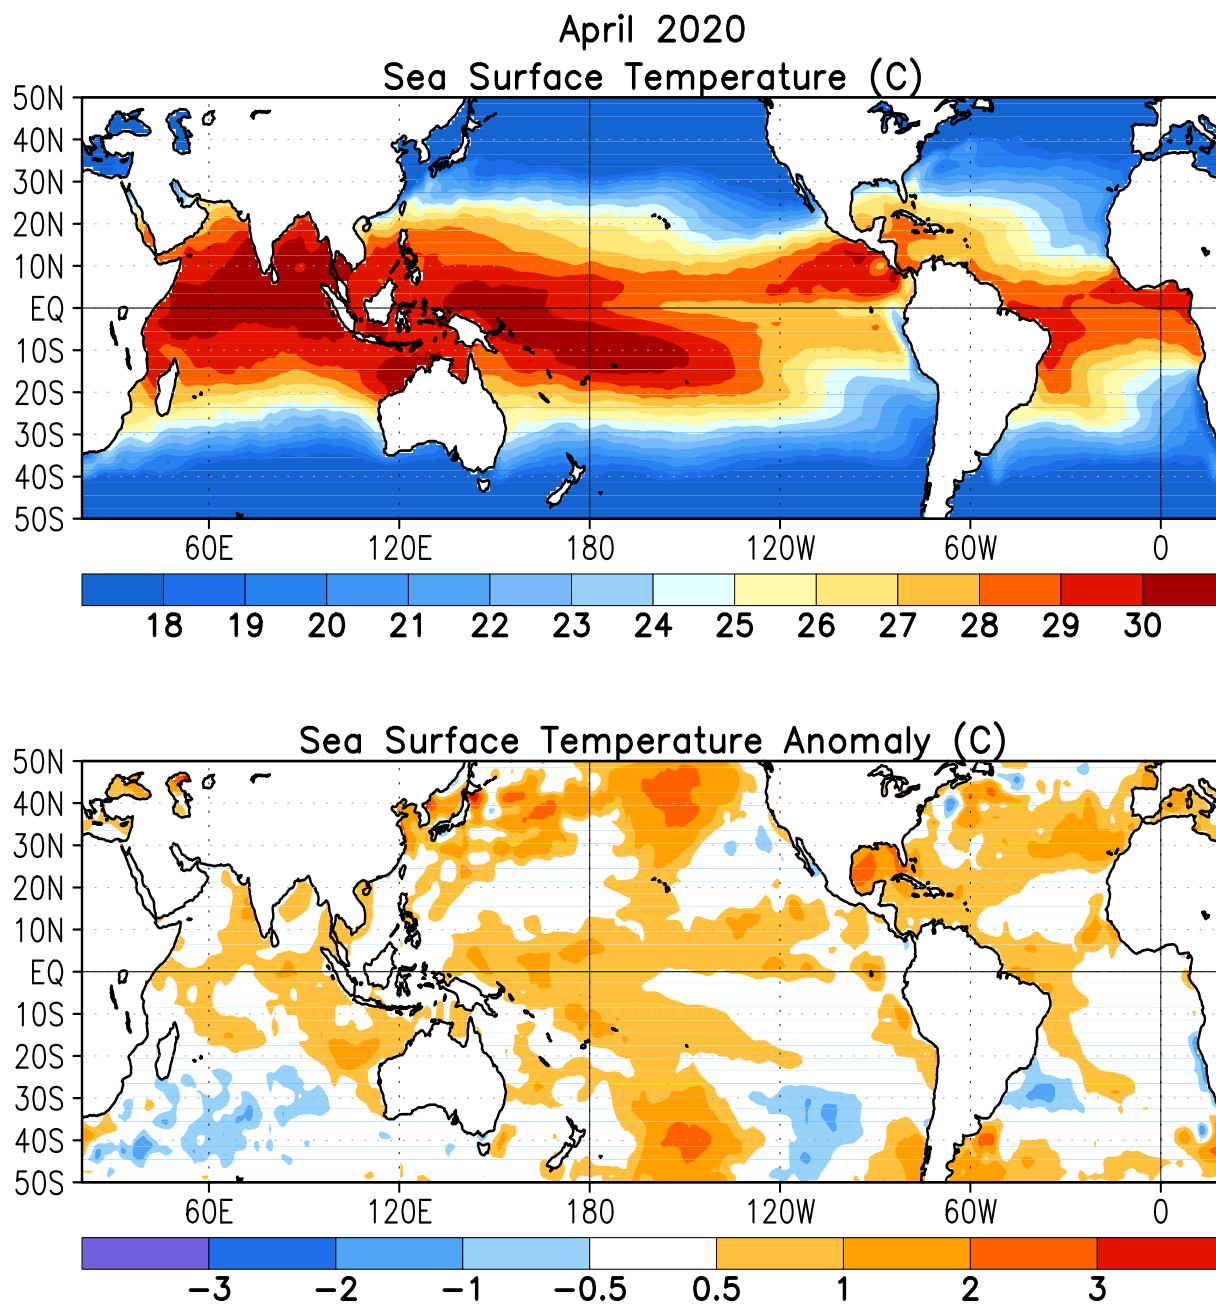 April 2020
Sea Surface Temperature (C)
50N
40N
30N
20N
10N
EQ
10S
20S
30S
40S
50S
60E 120E 180 120W 60W 0
18 19 20 21 22 23 24 25 26 27 28 29 30
Sea Surface Temperature Anomaly (C)
50N
40N
30N
20N
10N
EQ
10S
20S
30S
40S
50S
60E 120E 180 120W 60W 0
−3 −2 −1 −0.5 0.5 1 2 3